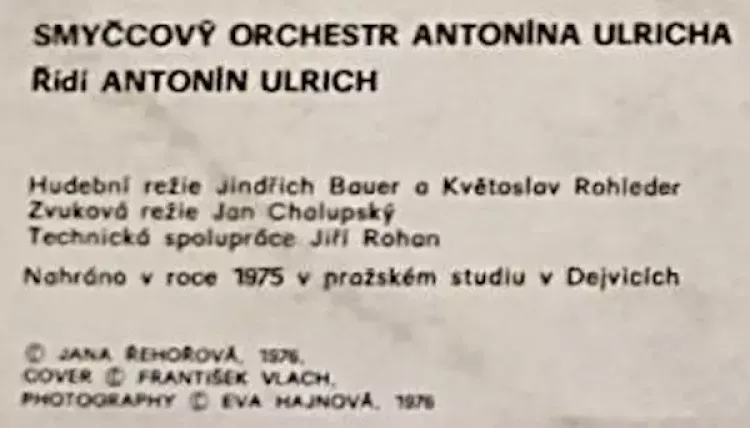 SMYČCOVÝ ORCHESTR ANTONÍNA ULRICHA
Řídí ANTONÍN ULRICH
Hudební režie Jindřich Bauer a Květoslav Rohleder
Zvuková režie Jan Chalupský
Technická spolupráce Jiří Rohan
Nahráno v roce 1975 v pražském studiu v Dejvicích
© JANA ŘEHOŘOVÁ, 1976,
COVER © FRANTIŠEK VLACH,
PHOTOGRAPHY © EVA HAJNOVÁ, 1976